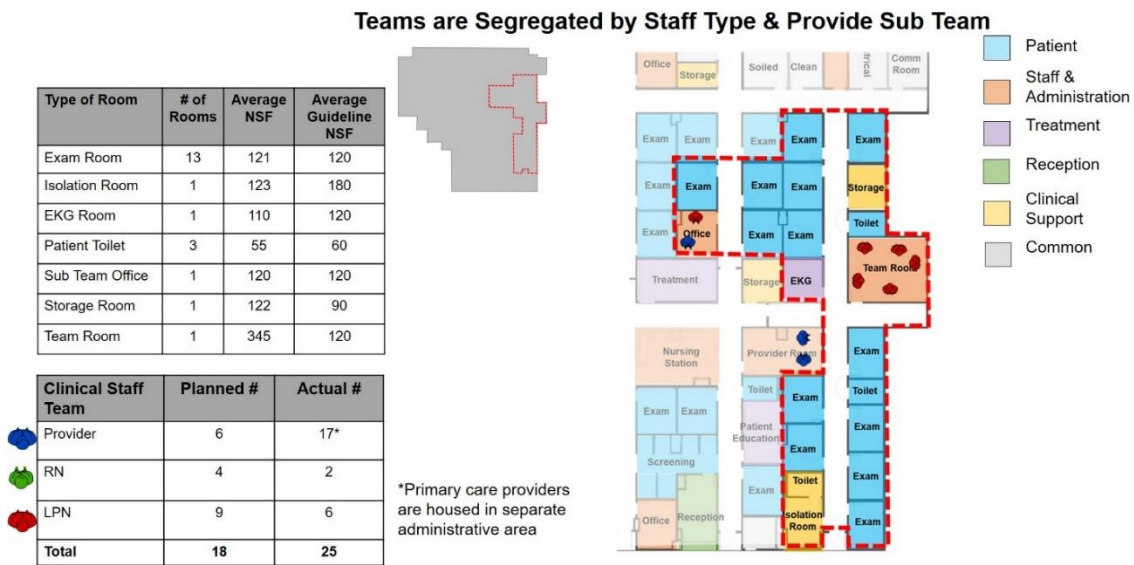 Teams are Segregated by Staff Type & Provide Sub Team
Type of Room # of Rooms Average NSF Average Guideline NSF
Exam Room 13 121 120
Isolation Room 1 123 180
EKG Room 1 110 120
Patient Toilet 3 55 60
Sub Team Office 1 120 120
Storage Room 1 122 90
Team Room 1 345 120
Clinical Staff Team Planned # Actual #
Provider 6 17*
RN 4 2
LPN 9 6
Total 18 25
*Primary care providers
are housed in separate
administrative area
Office Storage Soiled Clean Comm Room
Exam Exam Exam Exam Exam
Exam Exam Exam Exam Storage
Exam Office Exam Exam Toilet
Treatment Storage EKG Team Room
Nursing Station Provider Room Exam
Toilet Exam Toilet
Exam Exam Patient Education Exam Exam
Screening Toilet Exam
Exam
Office Reception Isolation Room Exam
Patient
Staff &
Administration
Treatment
Reception
Clinical
Support
Common